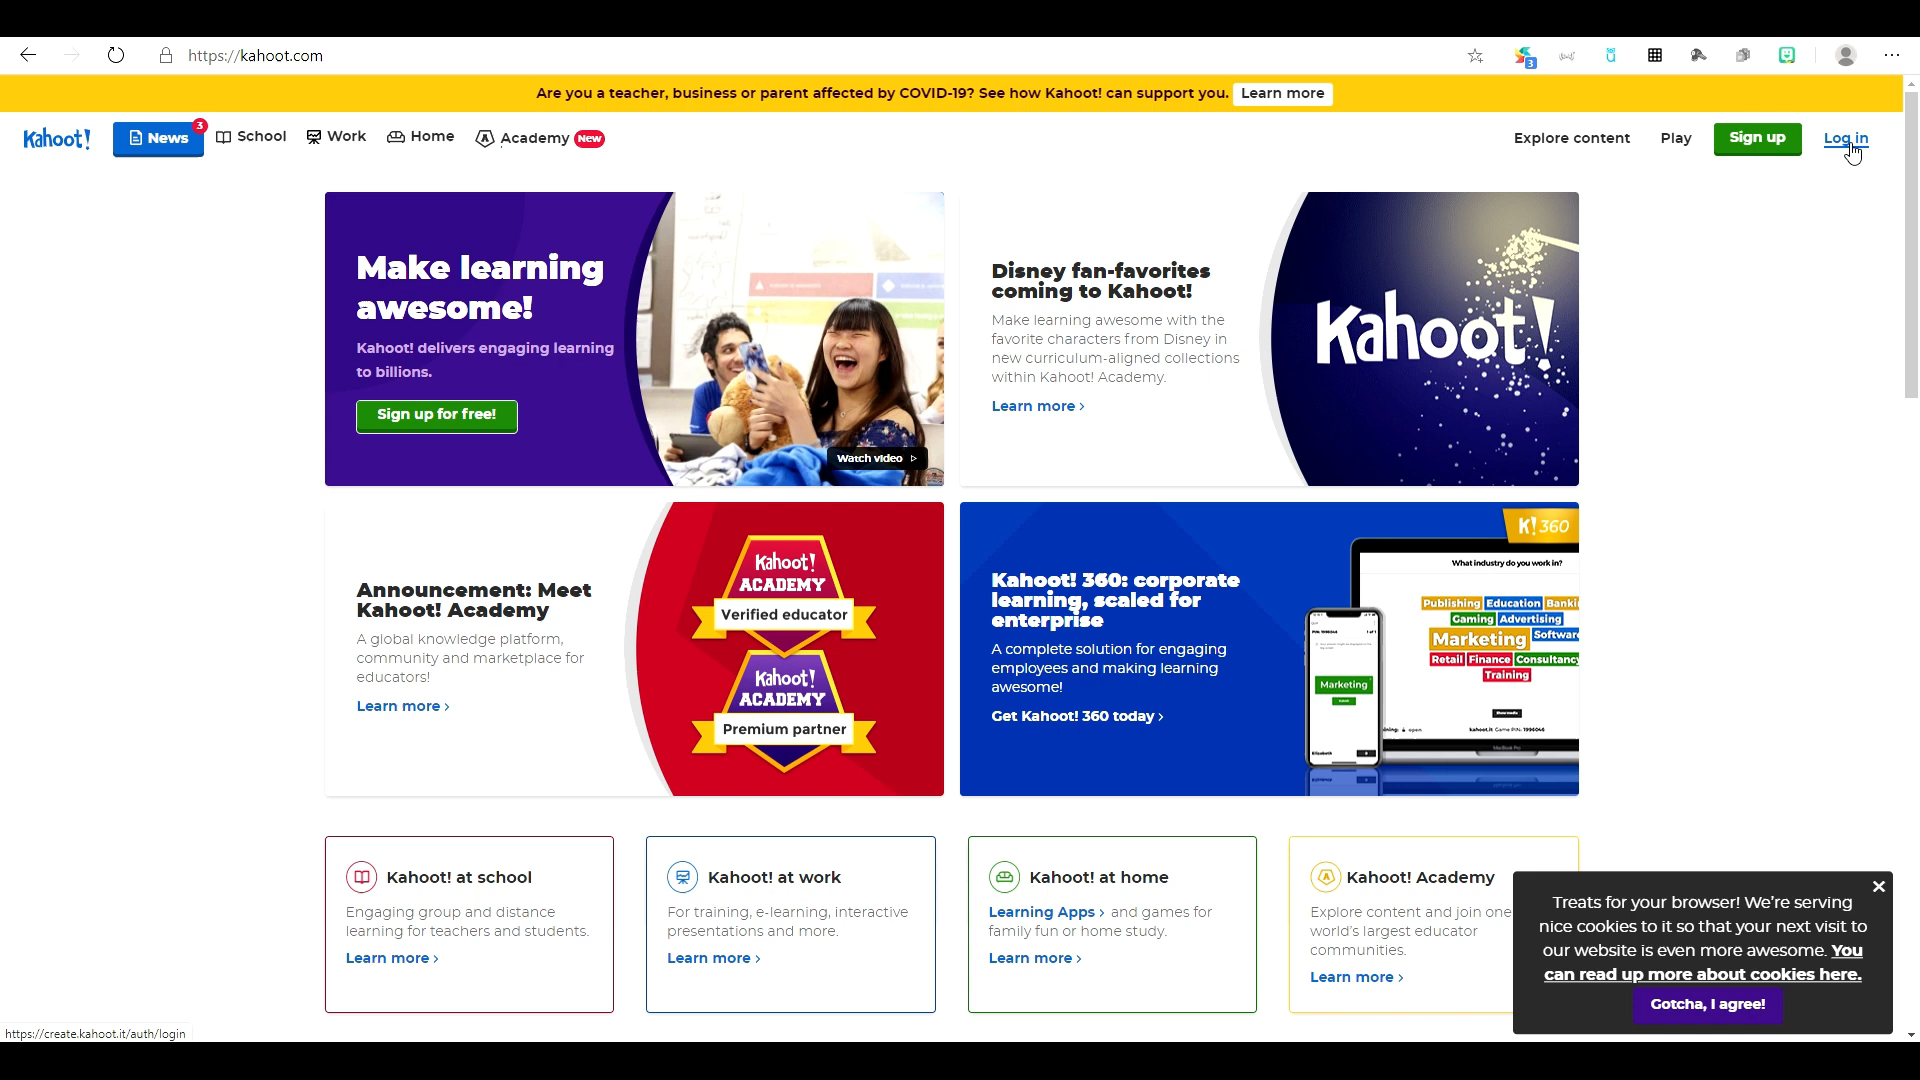 https://kahoot.com
3
Are you a teacher, business or parent affected by COVID-19? See how Kahoot! can support you. Learn more
Kahoot! News 3 School Work Home Academy New Explore content Play Sign up Log in
Make learning
awesome!
Kahoot! delivers engaging learning
to billions.
Sign up for free!
Watch video
Disney fan-favorites
coming to Kahoot!
Make learning awesome with the
favorite characters from Disney in
new curriculum-aligned collections
within Kahoot! Academy.
Learn more ›
Kahoot!
Announcement: Meet
Kahoot! Academy
A global knowledge platform,
community and marketplace for
educators!
Learn more ›
Kahoot!
ACADEMY
Verified educator
Kahoot!
ACADEMY
Premium partner
Kahoot! 360: corporate
learning, scaled for
enterprise
A complete solution for engaging
employees and making learning
awesome!
Get Kahoot! 360 today ›
K! 360
What industry do you work in?
Publishing Education Banki
Gaming Advertising
Marketing Software
Retail Finance Consultancy
Training
Marketing
kahoot.it Game PIN: 1996046
Kahoot! at school
Engaging group and distance
learning for teachers and students.
Learn more ›
Kahoot! at work
For training, e-learning, interactive
presentations and more.
Learn more ›
Kahoot! at home
Learning Apps › and games for
family fun or home study.
Learn more ›
Kahoot! Academy
Explore content and join one
world's largest educator
communities.
Learn more ›
Treats for your browser! We're serving
nice cookies to it so that your next visit to
our website is even more awesome. You
can read up more about cookies here.
Gotcha, I agree!
https://create.kahoot.it/auth/login